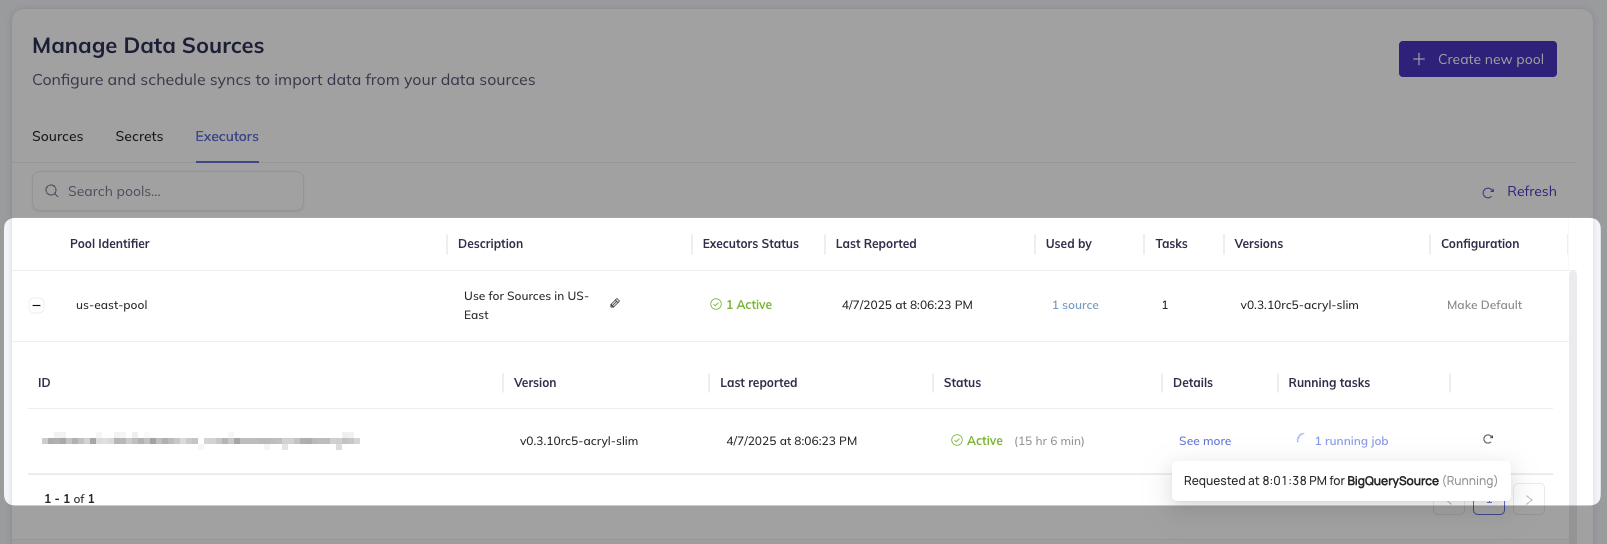 Manage Data Sources
Configure and schedule syncs to import data from your data sources
Create new pool
Sources Secrets Executors
Search pools...
Refresh
Pool Identifier Description Executors Status Last Reported Used by Tasks Versions Configuration
us-east-pool Use for Sources in US-East 1 Active 4/7/2025 at 8:06:23 PM 1 source 1 v0.3.10rc5-acryl-slim Make Default
ID Version Last reported Status Details Running tasks
v0.3.10rc5-acryl-slim 4/7/2025 at 8:06:23 PM Active (15 hr 6 min) See more 1 running job
Requested at 8:01:38 PM for BigQuerySource (Running)
1 - 1 of 1